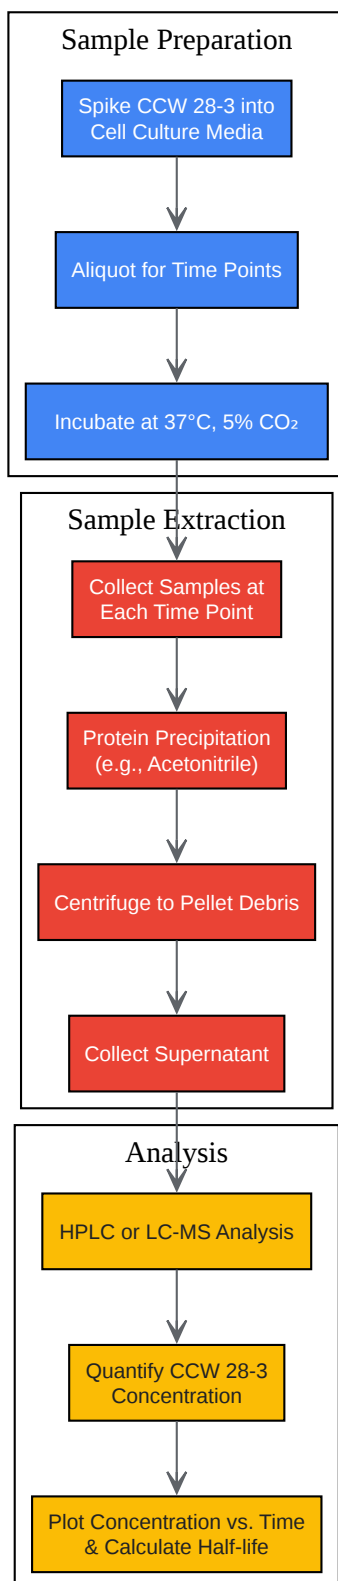 Sample Preparation
Spike CCW 28-3 into
Cell Culture Media
Aliquot for Time Points
Incubate at 37°C, 5% CO₂
Sample Extraction
Collect Samples at
Each Time Point
Protein Precipitation
(e.g., Acetonitrile)
Centrifuge to Pellet Debris
Collect Supernatant
Analysis
HPLC or LC-MS Analysis
Quantify CCW 28-3
Concentration
Plot Concentration vs. Time
& Calculate Half-life